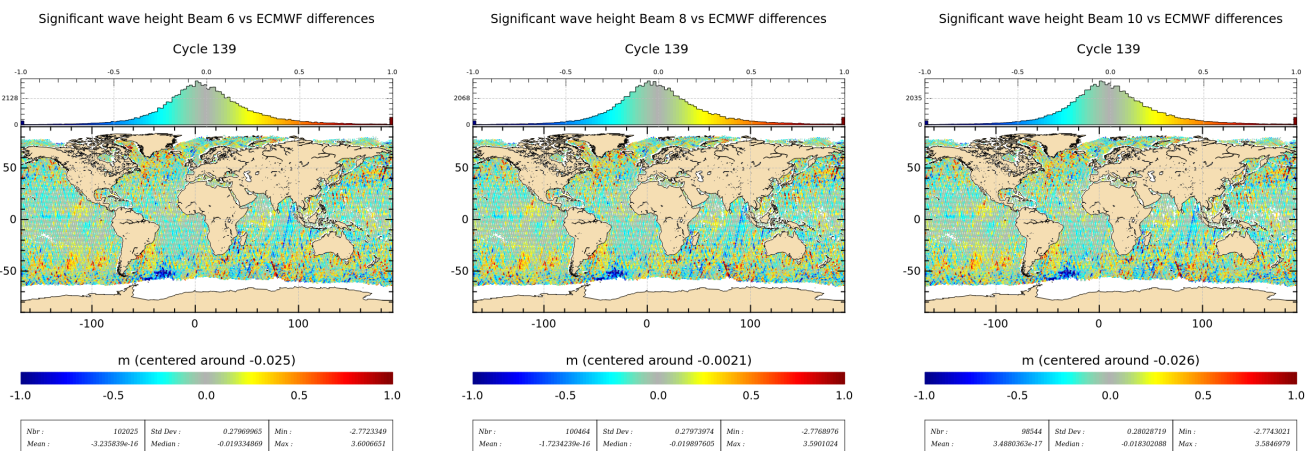 Significant wave height Beam 6 vs ECMWF differences
Cycle 139
-1.0 -0.5 0.0 0.5 1.0
2128
0
50
0
-50
-100 0 100
m (centered around -0.025)
-1.0 -0.5 0.0 0.5 1.0
Nbr : 102025 Std Dev : 0.27969965 Min : -2.7723349
Mean : -3.235839e-16 Median : -0.019334869 Max : 3.6006651
Significant wave height Beam 8 vs ECMWF differences
Cycle 139
-1.0 -0.5 0.0 0.5 1.0
2068
0
50
0
-50
-100 0 100
m (centered around -0.0021)
-1.0 -0.5 0.0 0.5 1.0
Nbr : 100464 Std Dev : 0.27973974 Min : -2.7768976
Mean : -1.7234239e-16 Median : -0.019897605 Max : 3.5901024
Significant wave height Beam 10 vs ECMWF differences
Cycle 139
-1.0 -0.5 0.0 0.5 1.0
2035
0
50
0
-50
-100 0 100
m (centered around -0.026)
-1.0 -0.5 0.0 0.5 1.0
Nbr : 98544 Std Dev : 0.28028719 Min : -2.7743021
Mean : 3.4880363e-17 Median : -0.018302088 Max : 3.5846979